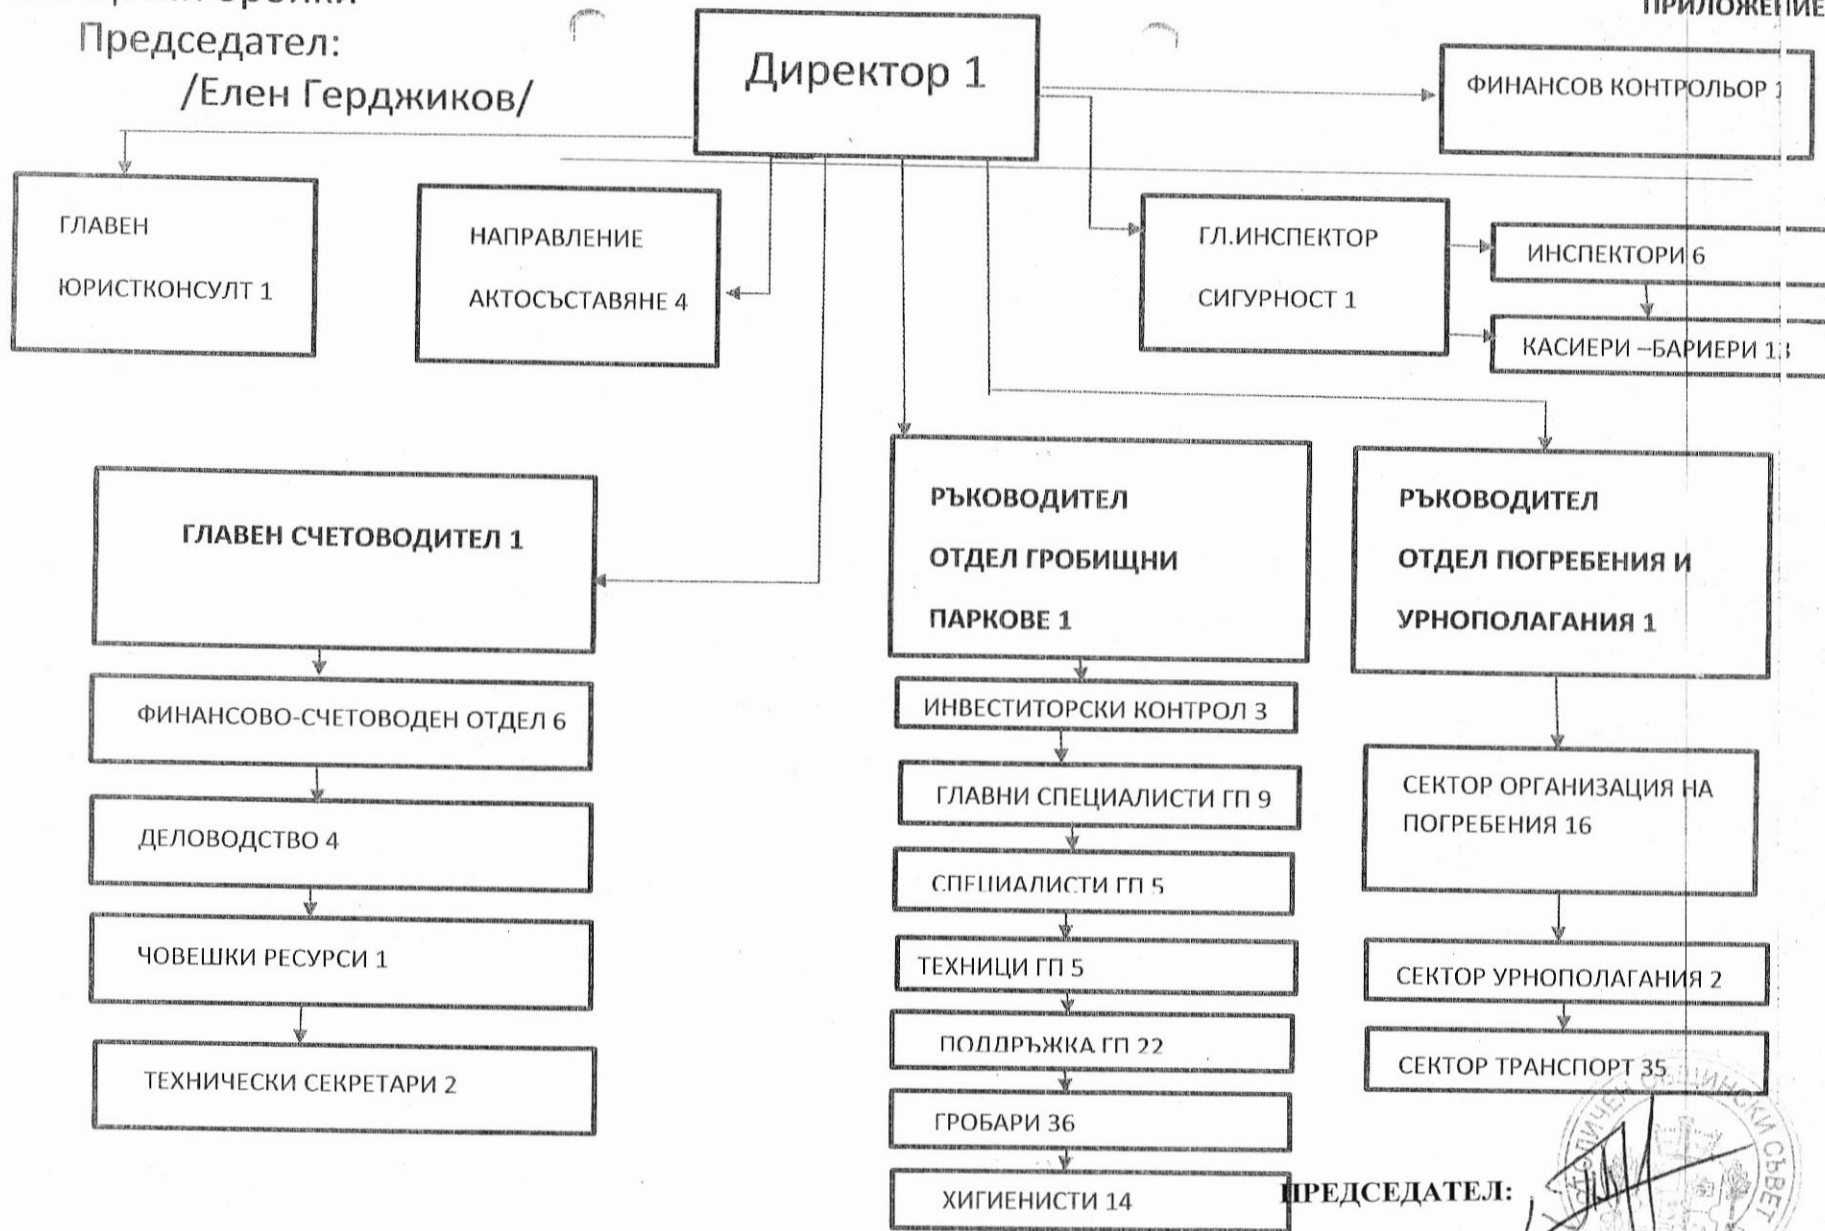 Председател:
/Елен Герджиков/
ПРИЛОЖЕНИЕ
Директор 1
ФИНАНСОВ КОНТРОЛЬОР 1
ГЛАВЕН
ЮРИСТКОНСУЛТ 1
НАПРАВЛЕНИЕ
АКТОСЪСТАВЯНЕ 4
ГЛ.ИНСПЕКТОР
СИГУРНОСТ 1
ИНСПЕКТОРИ 6
КАСИЕРИ –БАРИЕРИ 13
ГЛАВЕН СЧЕТОВОДИТЕЛ 1
ФИНАНСОВО-СЧЕТОВОДЕН ОТДЕЛ 6
ДЕЛОВОДСТВО 4
ЧОВЕШКИ РЕСУРСИ 1
ТЕХНИЧЕСКИ СЕКРЕТАРИ 2
РЪКОВОДИТЕЛ
ОТДЕЛ ГРОБИЩНИ
ПАРКОВЕ 1
ИНВЕСТИТОРСКИ КОНТРОЛ 3
ГЛАВНИ СПЕЦИАЛИСТИ ГП 9
СПЕЦИАЛИСТИ ГП 5
ТЕХНИЦИ ГП 5
ПОДДРЪЖКА ГП 22
ГРОБАРИ 36
ХИГИЕНИСТИ 14
РЪКОВОДИТЕЛ
ОТДЕЛ ПОГРЕБЕНИЯ И
УРНОПОЛАГАНИЯ 1
СЕКТОР ОРГАНИЗАЦИЯ НА
ПОГРЕБЕНИЯ 16
СЕКТОР УРНОПОЛАГАНИЯ 2
СЕКТОР ТРАНСПОРТ 35
ПРЕДСЕДАТЕЛ:
СТОЛИЧЕН ОБЩИНСКИ СЪВЕТ